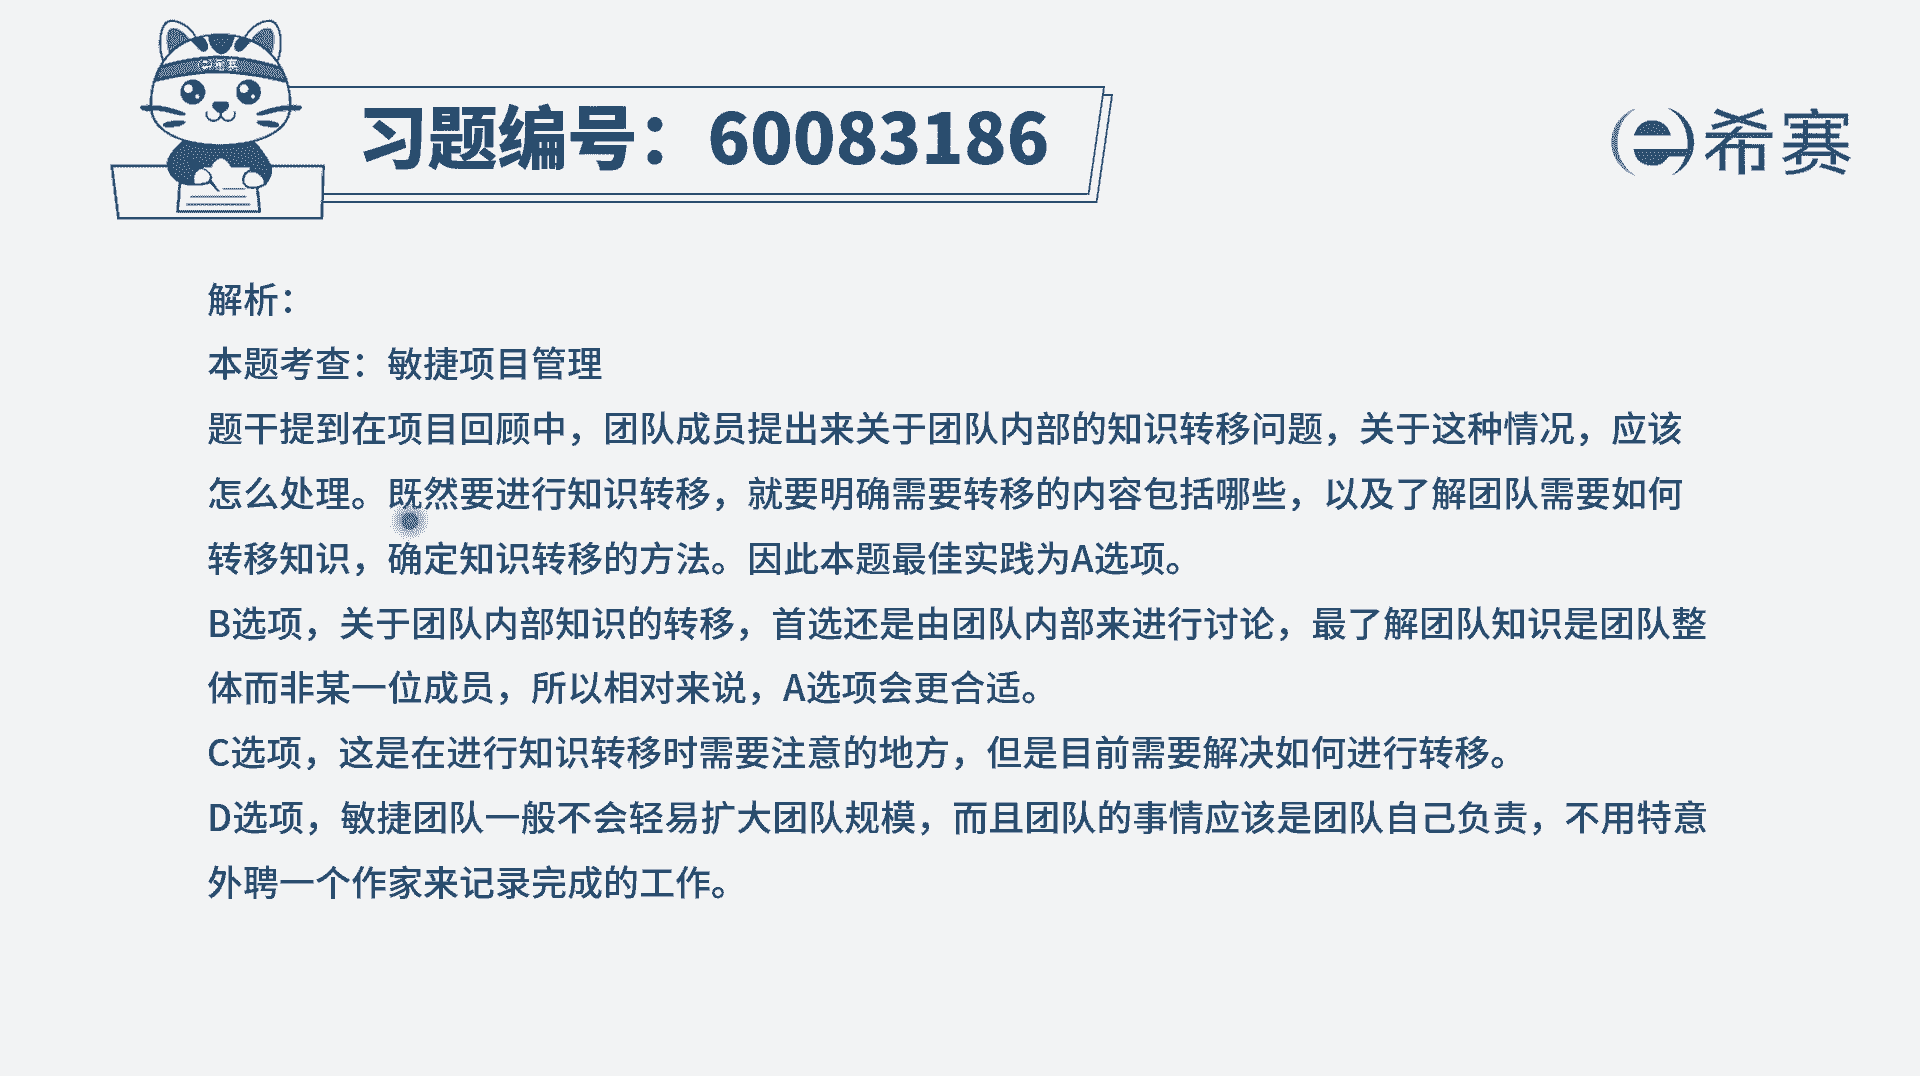 习题编号：60083186
希赛
e希赛
解析：
本题考查：敏捷项目管理
题干提到在项目回顾中，团队成员提出来关于团队内部的知识转移问题，关于这种情况，应该
怎么处理。既然要进行知识转移，就要明确需要转移的内容包括哪些，以及了解团队需要如何
转移知识，确定知识转移的方法。因此本题最佳实践为A选项。
B选项，关于团队内部知识的转移，首选还是由团队内部来进行讨论，最了解团队知识是团队整
体而非某一位成员，所以相对来说，A选项会更合适。
C选项，这是在进行知识转移时需要注意的地方，但是目前需要解决如何进行转移。
D选项，敏捷团队一般不会轻易扩大团队规模，而且团队的事情应该是团队自己负责，不用特意
外聘一个作家来记录完成的工作。